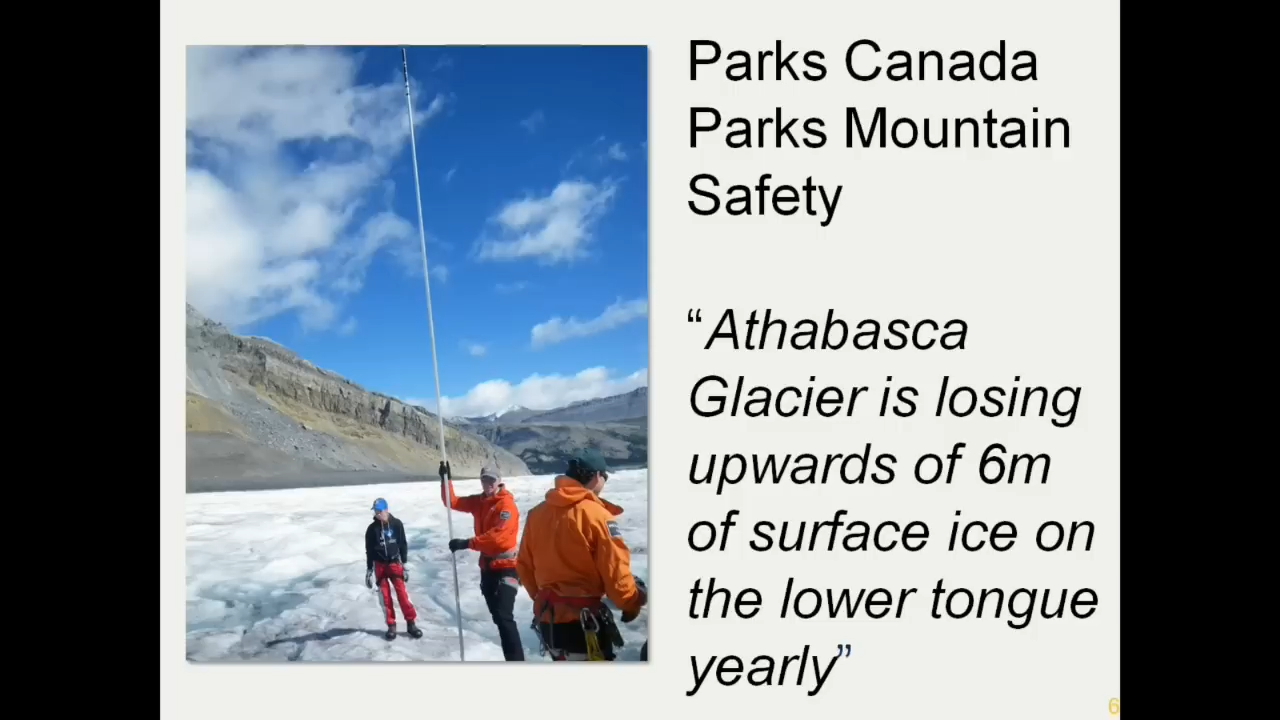 Parks Canada
Parks Mountain
Safety
“Athabasca
Glacier is losing
upwards of 6m
of surface ice on
the lower tongue
yearly”
6